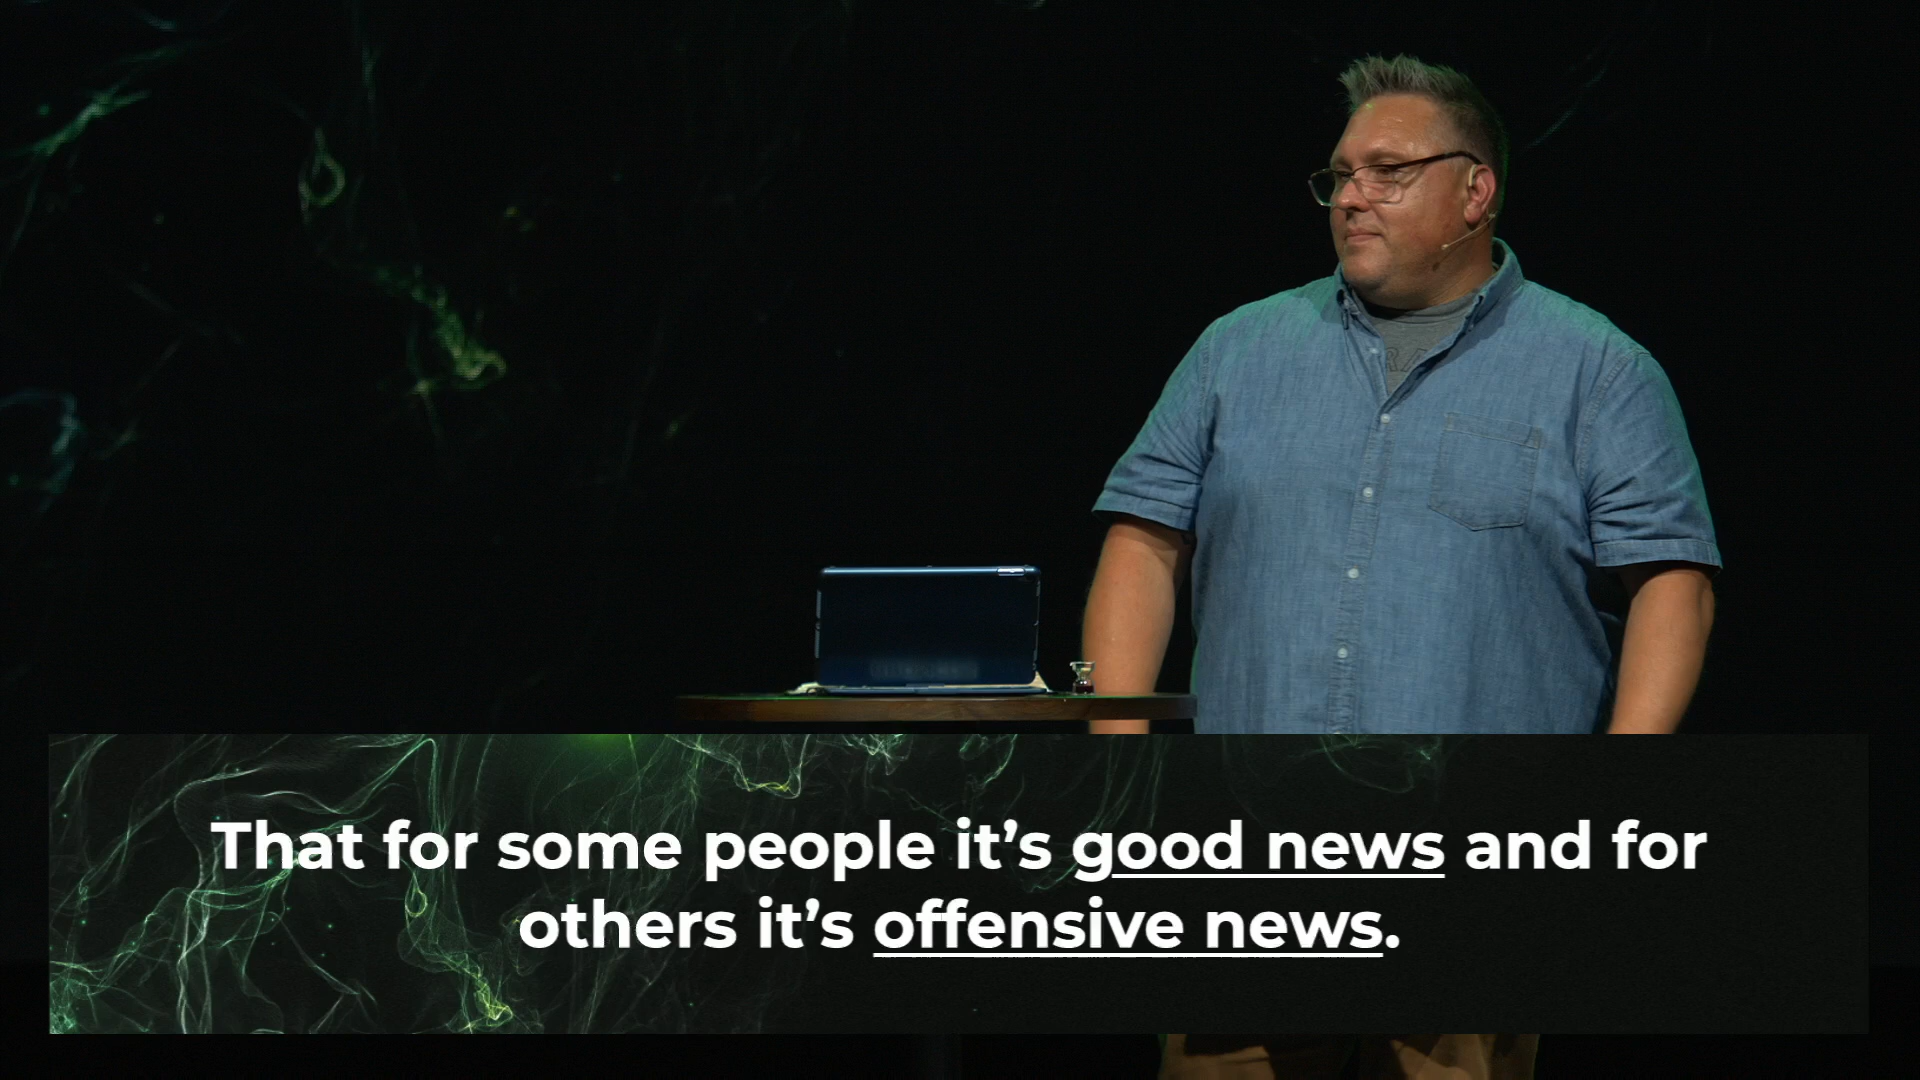 That for some people it’s good news and for
others it’s offensive news.